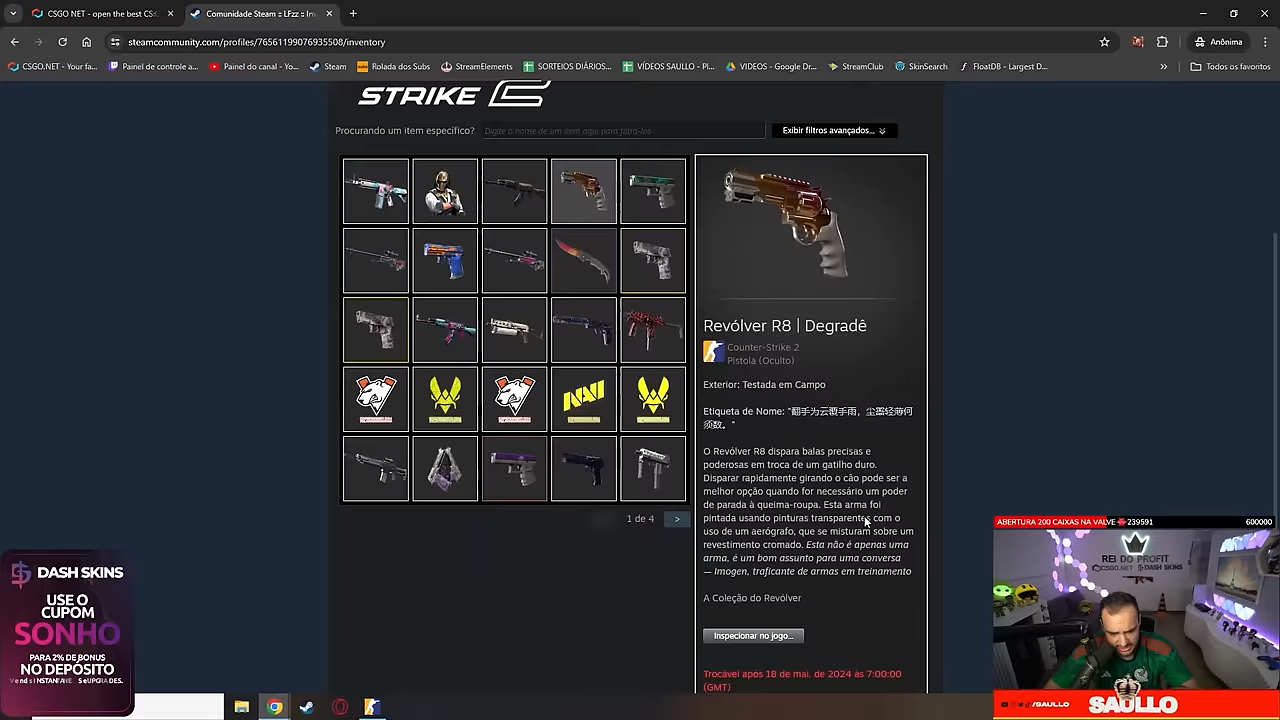 CSGO.NET - open the best CS:
Comunidade Steam :: LFzz :: Inv
steamcommunity.com/profiles/76561199076935508/inventory
Anônima
CSGO.NET - Your fa...
Painel de controle a...
Painel do canal - Yo...
Steam
Rolada dos Subs
StreamElements
SORTEIOS DIÁRIOS...
VÍDEOS SAULLO - Pl...
VIDEOS - Google Dr...
SteamClub
SkinSearch
FloatDB - Largest D...
Todos os favoritos
STRIKE 2
Procurando um item específico?
Digite o nome de um item aqui para filtrá-los
Exibir filtros avançados...
Revólver R8 | Degradê
Counter-Strike 2
Pistola (Oculto)
Exterior: Testada em Campo
Etiqueta de Nome: "翻手为云覆手雨，尘墨轻薄何
须数。"
O Revólver R8 dispara balas precisas e
poderosas em troca de um gatilho duro.
Disparar rapidamente girando o cão pode ser a
melhor opção quando for necessário um poder
de parada à queima-roupa. Esta arma foi
pintada usando pinturas transparentes com o
uso de um aerógrafo, que se misturam sobre um
revestimento cromado. Esta não é apenas uma
arma, é um bom assunto para uma conversa
— Imogen, traficante de armas em treinamento
A Coleção do Revólver
Inspecionar no jogo...
Trocável após 18 de mai. de 2024 às 7:00:00
(GMT)
NAVI
1 de 4
>
DASH SKINS
USE O
CUPOM
SONHO
PARA 2% DE BONUS
NO DEPÓSITO
ABERTURA 200 CAIXAS NA VALVE 239591
600000
REI DO PROFIT
CSGO.NET DASH SKINS
/SAULLO
SAULLO